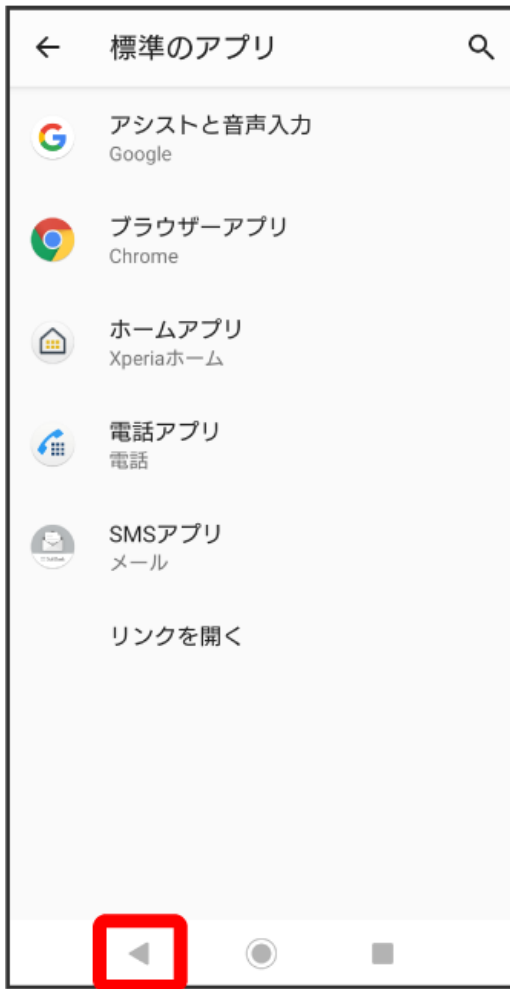 標準のアプリ
アシストと音声入力
Google
ブラウザーアプリ
Chrome
ホームアプリ
Xperiaホーム
電話アプリ
電話
SMSアプリ
メール
リンクを開く